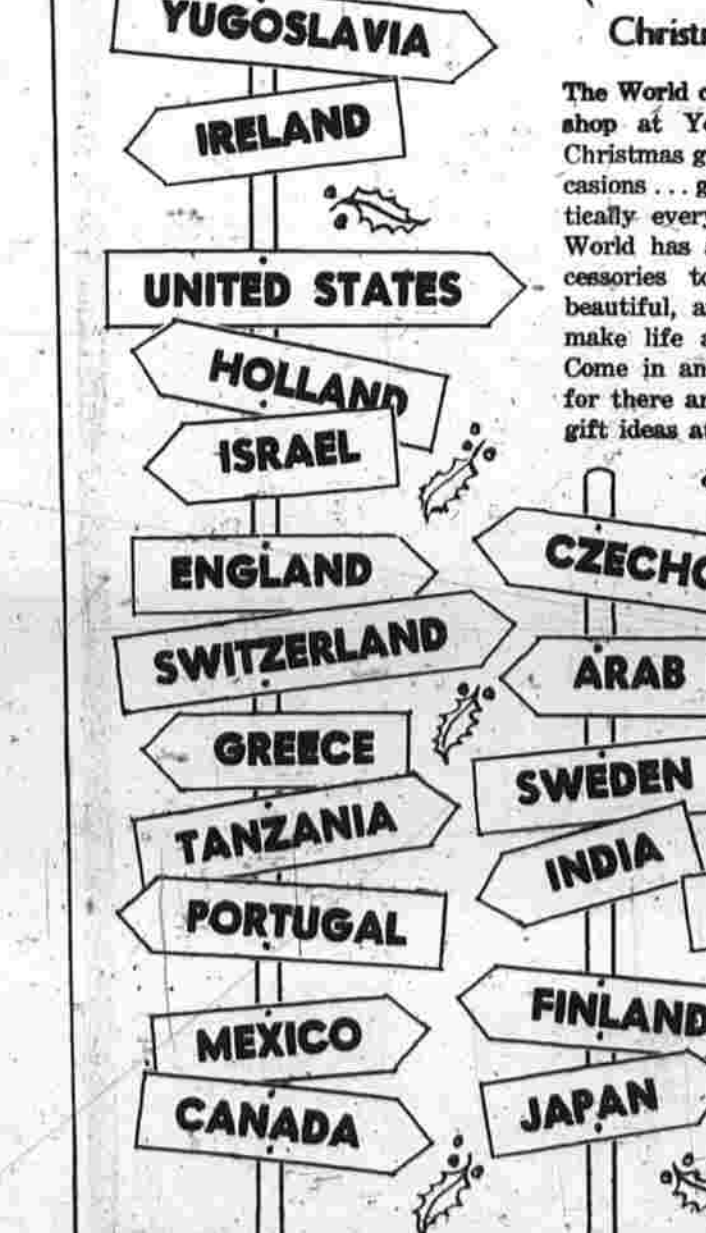 YUGOSLAVIA
IRELAND
UNITED STATES
HOLLAND
ISRAEL
ENGLAND
SWITZERLAND
GREECE
TANZANIA
PORTUGAL
MEXICO
CANADA
Christ
The World
shop at
Christmas g
casions ... g
tically every
World has
cessories to
beautiful, a
make life a
Come in an
for there ar
gift ideas at
CZECHO
ARAB
SWEDEN
INDIA
FINLAND
JAPAN